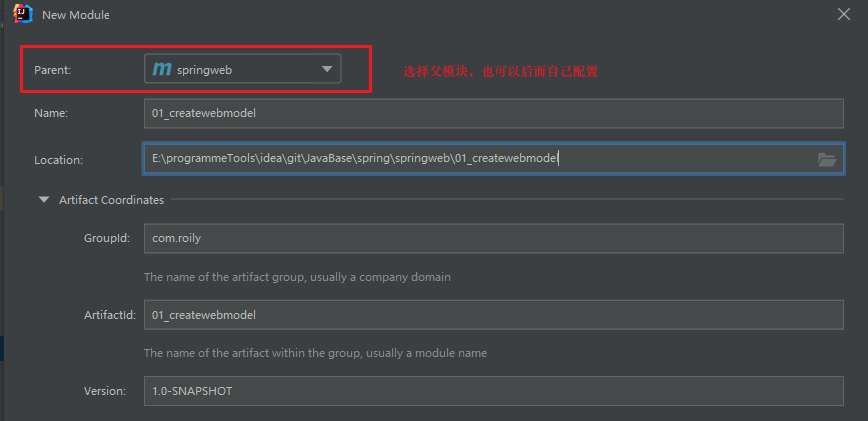 New Module
Parent: m springweb 选择父模块，也可以后面自己配置
Name: 01_createwebmodel
Location: E:\programmeTools\idea\git\JavaBase\spring\springweb\01_createwebmodel
Artifact Coordinates
GroupId: com.roily
The name of the artifact group, usually a company domain
ArtifactId: 01_createwebmodel
The name of the artifact within the group, usually a module name
Version: 1.0-SNAPSHOT